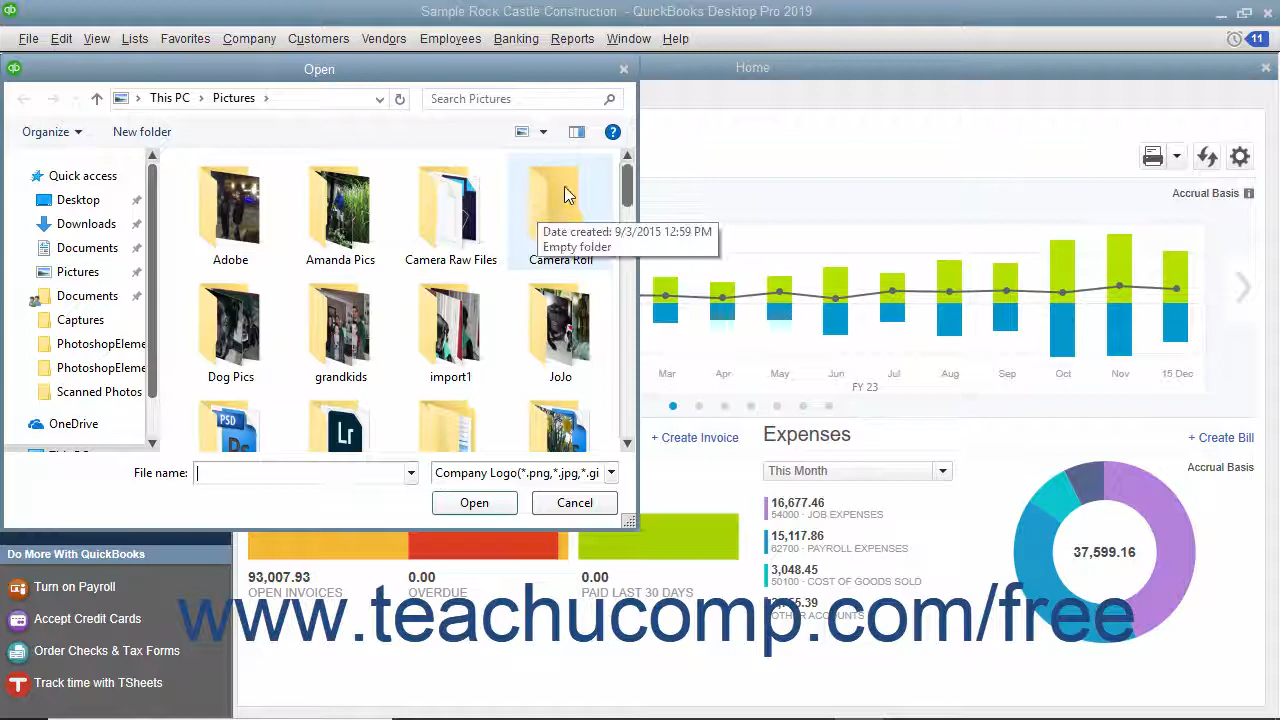 Sample Rock Castle Construction - QuickBooks Desktop Pro 2019
File Edit View Lists Favorites Company Customers Vendors Employees Banking Reports Window Help
11
Open
Home
This PC
Pictures
Search Pictures
Organize
New folder
Quick access
Desktop
Downloads
Documents
Pictures
Documents
Captures
PhotoshopEleme
PhotoshopEleme
Scanned Photos
OneDrive
Adobe
Amanda Pics
Camera Raw Files
Camera Roll
Date created: 9/3/2015 12:59 PM
Empty folder
Dog Pics
grandkids
import1
JoJo
PSD
Lr
File name:
Company Logo(*.png,*.jpg,*.gi
Open
Cancel
Accrual Basis
Mar Apr May Jun Jul Aug Sep Oct Nov 15 Dec
FY 23
+ Create Invoice
Expenses
+ Create Bill
This Month
Accrual Basis
16,677.46
54000 · JOB EXPENSES
15,117.86
62700 · PAYROLL EXPENSES
3,048.45
50100 · COST OF GOODS SOLD
OTHER ACCOUNTS
37,599.16
93,007.93
OPEN INVOICES
0.00
OVERDUE
0.00
PAID LAST 30 DAYS
Do More With QuickBooks
Turn on Payroll
Accept Credit Cards
Order Checks & Tax Forms
Track time with TSheets
www.teachucomp.com/free